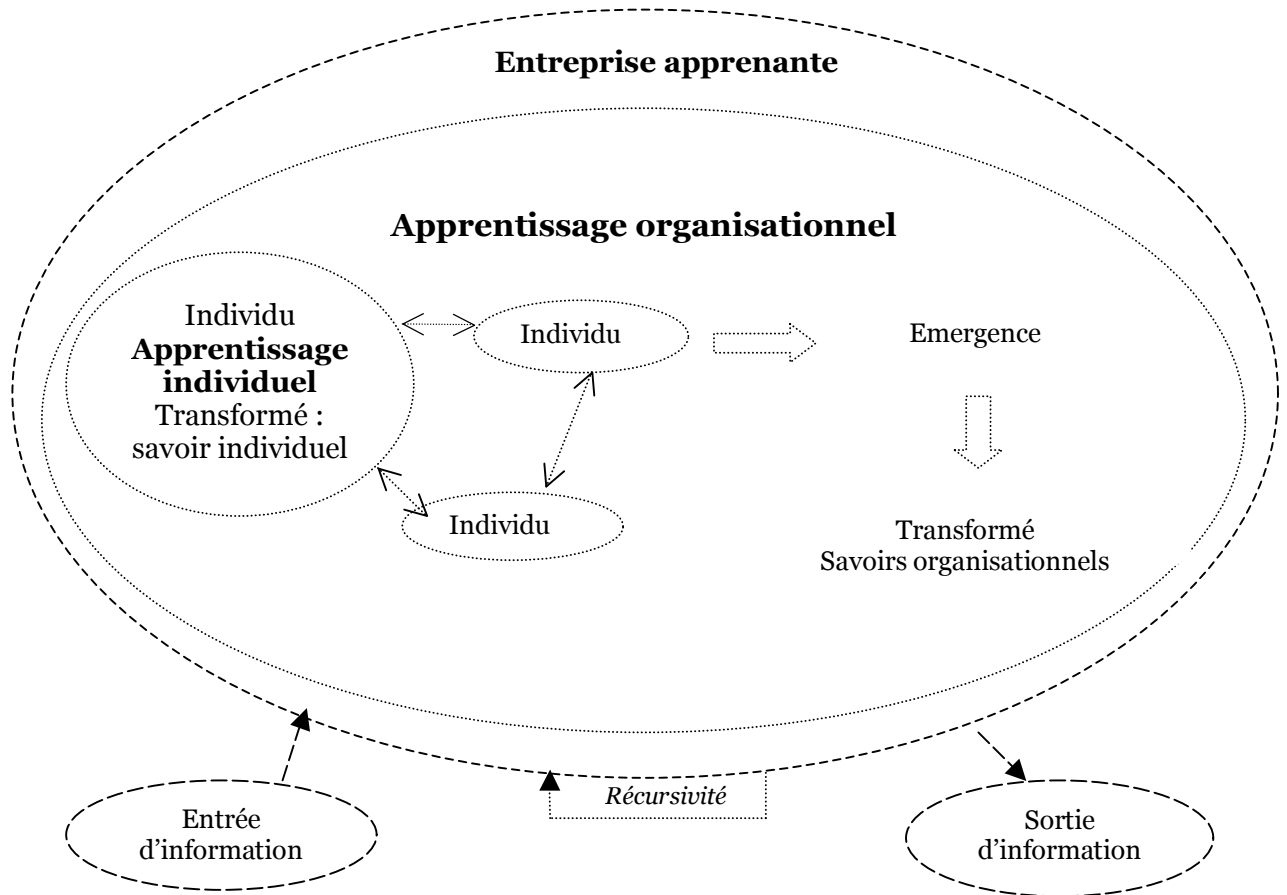 Entreprise apprenante
Apprentissage organisationnel
Individu
Apprentissage
individuel
Transformé :
savoir individuel
Individu
Emergence
Individu
Transformé
Savoirs organisationnels
Récursivité
Entrée
d’information
Sortie
d’information